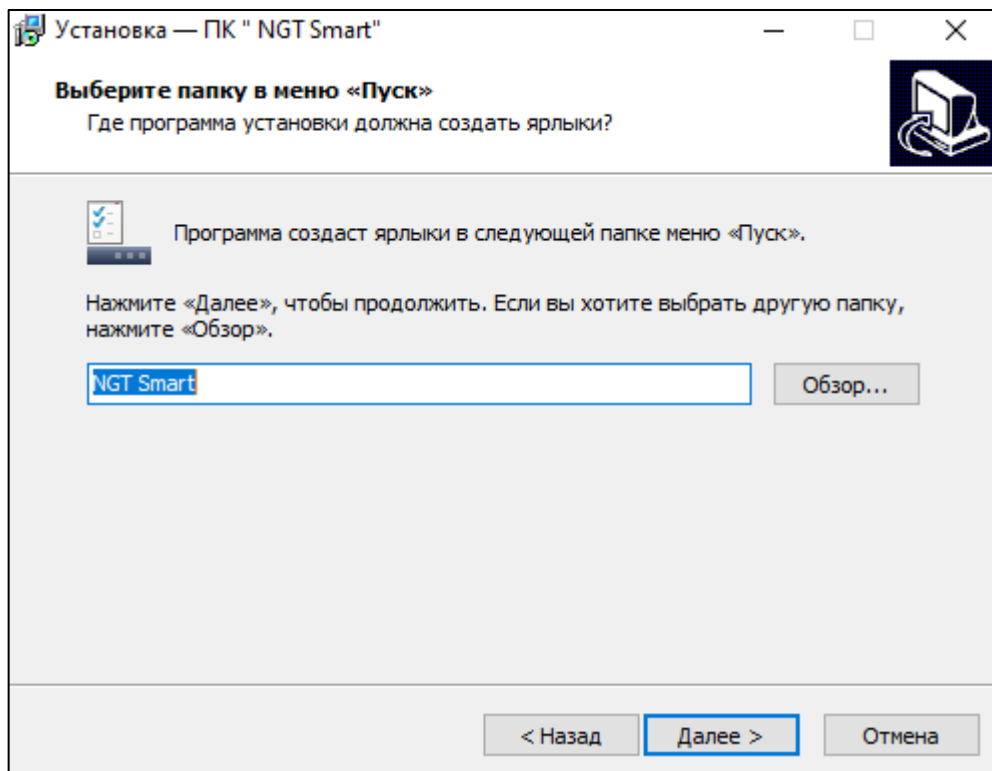 Установка — ПК " NGT Smart"
Выберите папку в меню «Пуск»
Где программа установки должна создать ярлыки?
Программа создаст ярлыки в следующей папке меню «Пуск».
Нажмите «Далее», чтобы продолжить. Если вы хотите выбрать другую папку,
нажмите «Обзор».
NGT Smart
Обзор...
< Назад
Далее >
Отмена